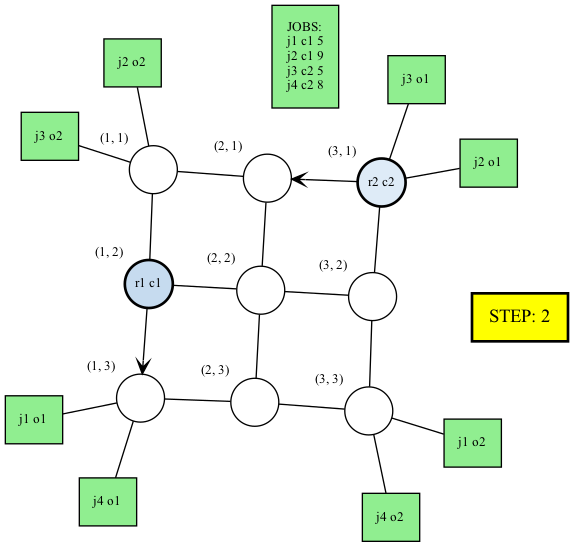 JOBS:
j1 c1 5
j2 c1 9
j3 c2 5
j4 c2 8
j2 o2
j3 o1
j3 o2
(1, 1)
(2, 1)
(3, 1)
j2 o1
r2 c2
(1, 2)
(2, 2)
(3, 2)
r1 c1
STEP: 2
(1, 3)
(2, 3)
(3, 3)
j1 o1
j1 o2
j4 o1
j4 o2